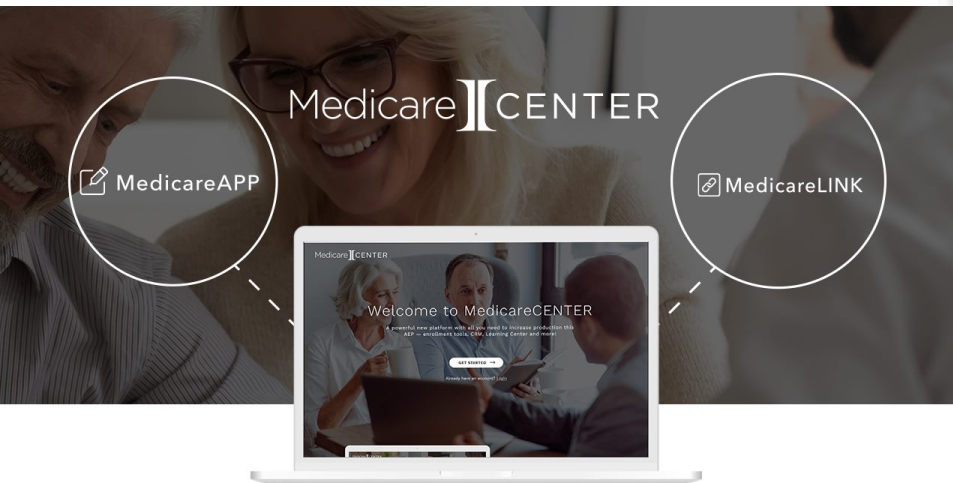 Medicare CENTER
MedicareAPP
MedicareLINK
Medicare CENTER
Welcome to MedicareCENTER
A powerful new platform with all you need to increase production this
AEP — enrollment tools, CRM, Learning Center and more!
GET STARTED →
Already have an account? Login